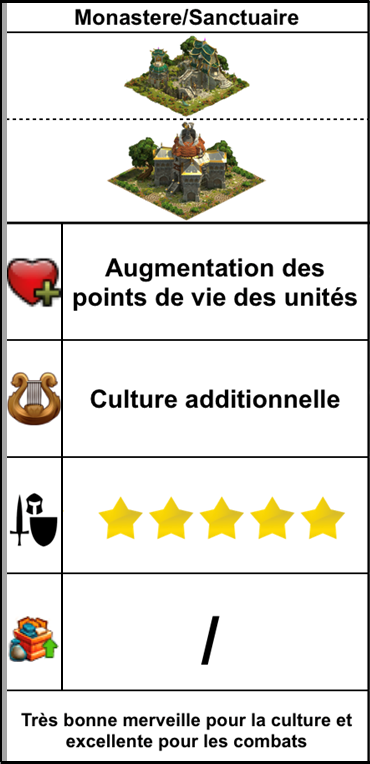 Monastere/Sanctuaire
Augmentation des
points de vie des unités
Culture additionnelle
/
Très bonne merveille pour la culture et
excellente pour les combats